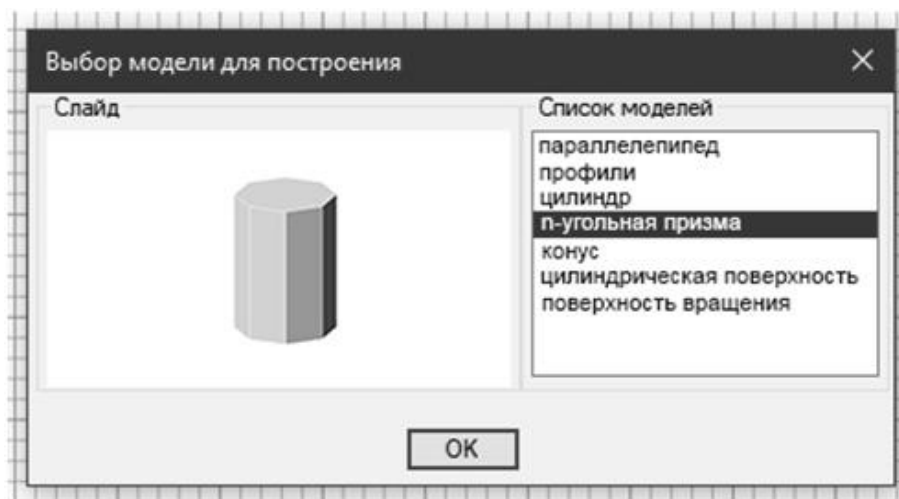 Выбор модели для построения
Слайд
Список моделей
параллелепипед
профили
цилиндр
n-угольная призма
конус
цилиндрическая поверхность
поверхность вращения
OK